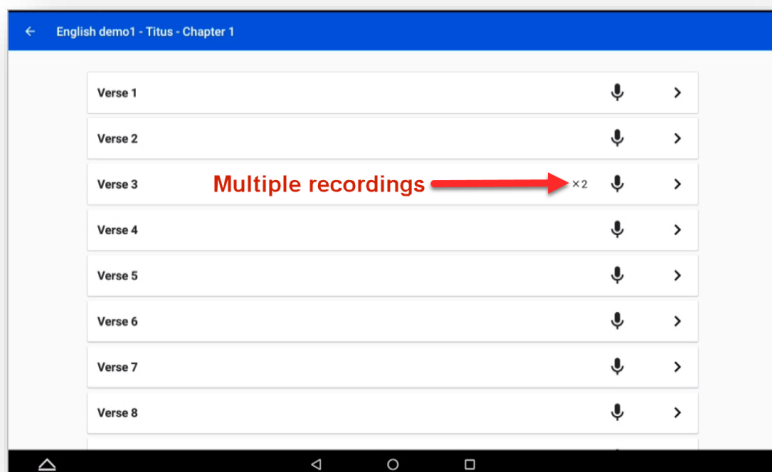 English demo1 - Titus - Chapter 1
Verse 1
Verse 2
Verse 3 Multiple recordings ×2
Verse 4
Verse 5
Verse 6
Verse 7
Verse 8